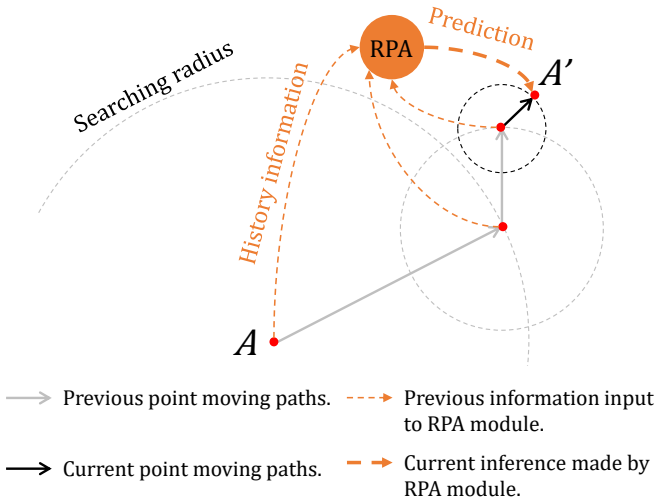 Searching radius
RPA
Prediction
A'
History information
A
Previous point moving paths.
Previous information input
to RPA module.
Current point moving paths.
Current inference made by
RPA module.